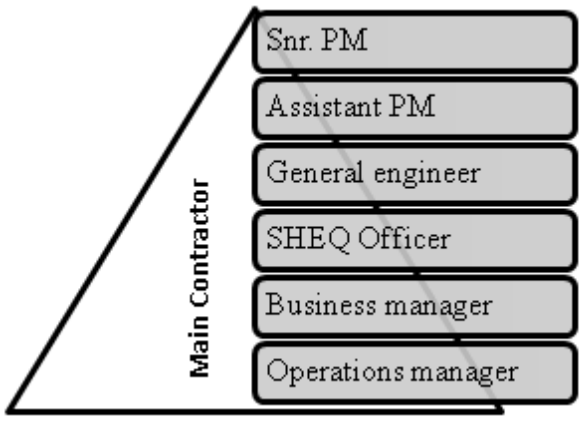 Snr. PM
Assistant PM
General engineer
SHEQ Officer
Business manager
Operations manager
Main Contractor